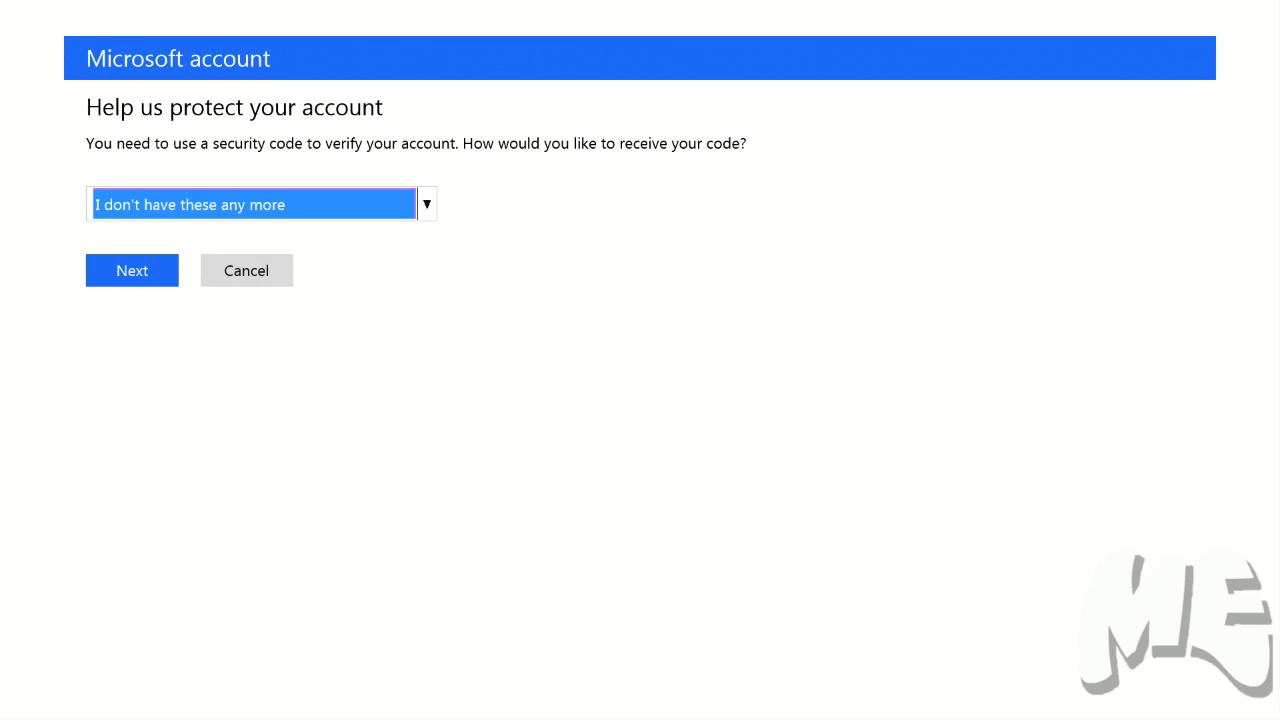 Microsoft account
Help us protect your account
You need to use a security code to verify your account. How would you like to receive your code?
I don't have these any more
Next Cancel
ME